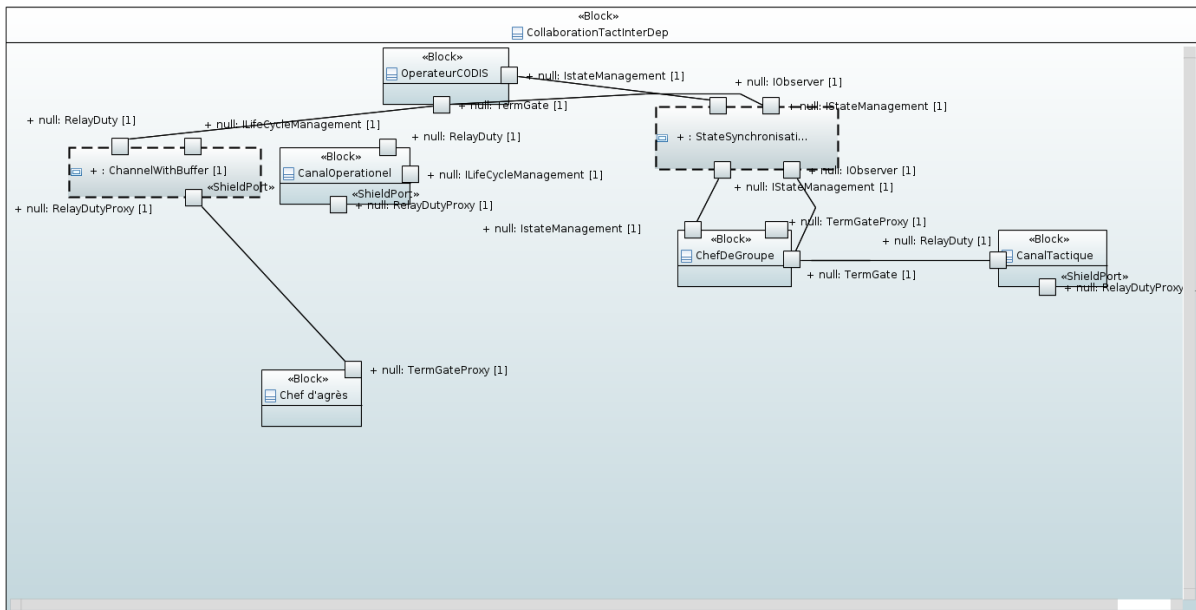 «Block»
CollaborationTactInterDep
«Block»
OperateurCODIS
+ null: IstateManagement [1]
+ null: IObserver [1]
+ null: TermGate [1]
+ null: IStateManagement [1]
+ null: RelayDuty [1]
+ null: ILifeCycleManagement [1]
+ null: RelayDuty [1]
+ : StateSynchronisati...
«Block»
CanalOperationel
+ : ChannelWithBuffer [1]
+ null: ILifeCycleManagement [1]
+ null: IObserver [1]
+ null: IStateManagement [1]
«ShieldPort»
+ null: RelayDutyProxy [1]
«ShieldPort»
+ null: RelayDutyProxy [1]
+ null: IstateManagement [1]
+ null: TermGateProxy [1]
«Block»
ChefDeGroupe
+ null: RelayDuty [1]
«Block»
CanalTactique
+ null: TermGate [1]
«ShieldPort»
+ null: RelayDutyProxy
+ null: TermGateProxy [1]
«Block»
Chef d'agrès